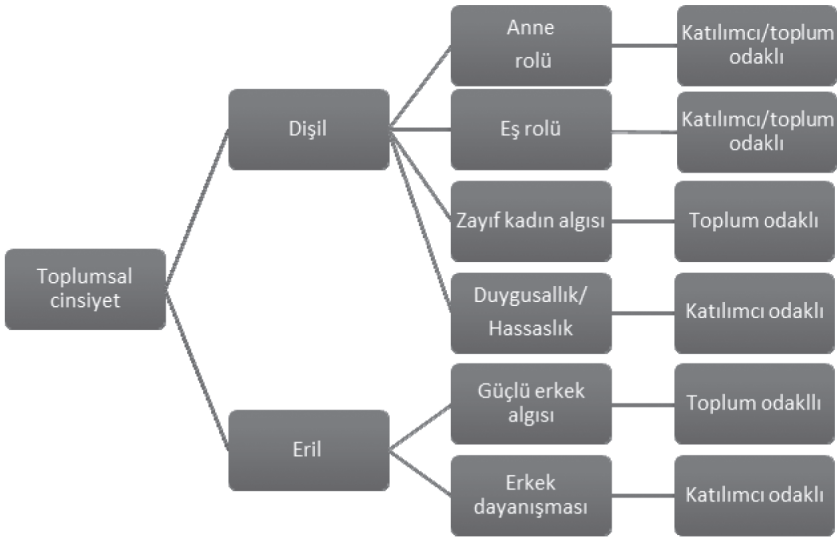 Toplumsal
cinsiyet
Dişil
Anne
rolü
Katılımcı/toplum
odaklı
Eş rolü
Katılımcı/toplum
odaklı
Zayıf kadın algısı
Toplum odaklı
Duygusallık/
Hassaslık
Katılımcı odaklı
Eril
Güçlü erkek
algısı
Toplum odakllı
Erkek
dayanışması
Katılımcı odaklı